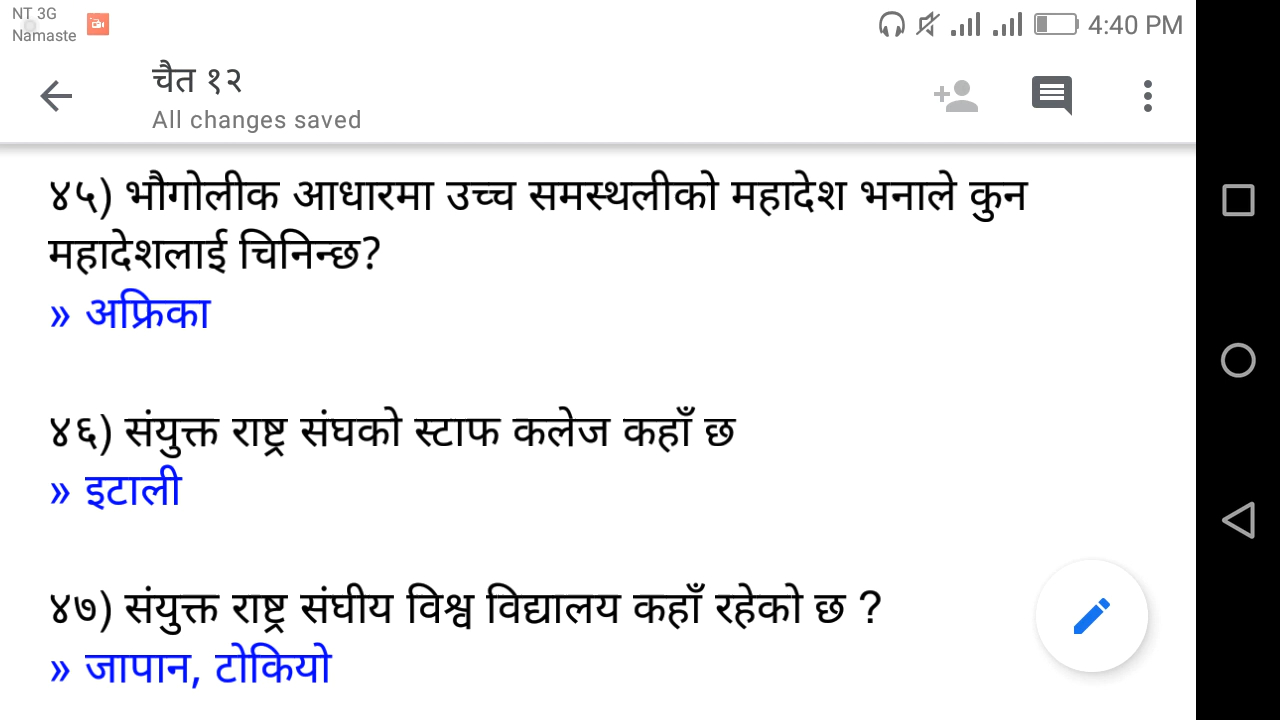 NT 3G
Namaste
4:40 PM
चैत १२
All changes saved
४५) भौगोलीक आधारमा उच्च समस्थलीको महादेश भनाले कुन
महादेशलाई चिनिन्छ?
» अफ्रिका
४६) संयुक्त राष्ट्र संघको स्टाफ कलेज कहाँ छ
» इटाली
४७) संयुक्त राष्ट्र संघीय विश्व विद्यालय कहाँ रहेको छ ?
» जापान, टोकियो